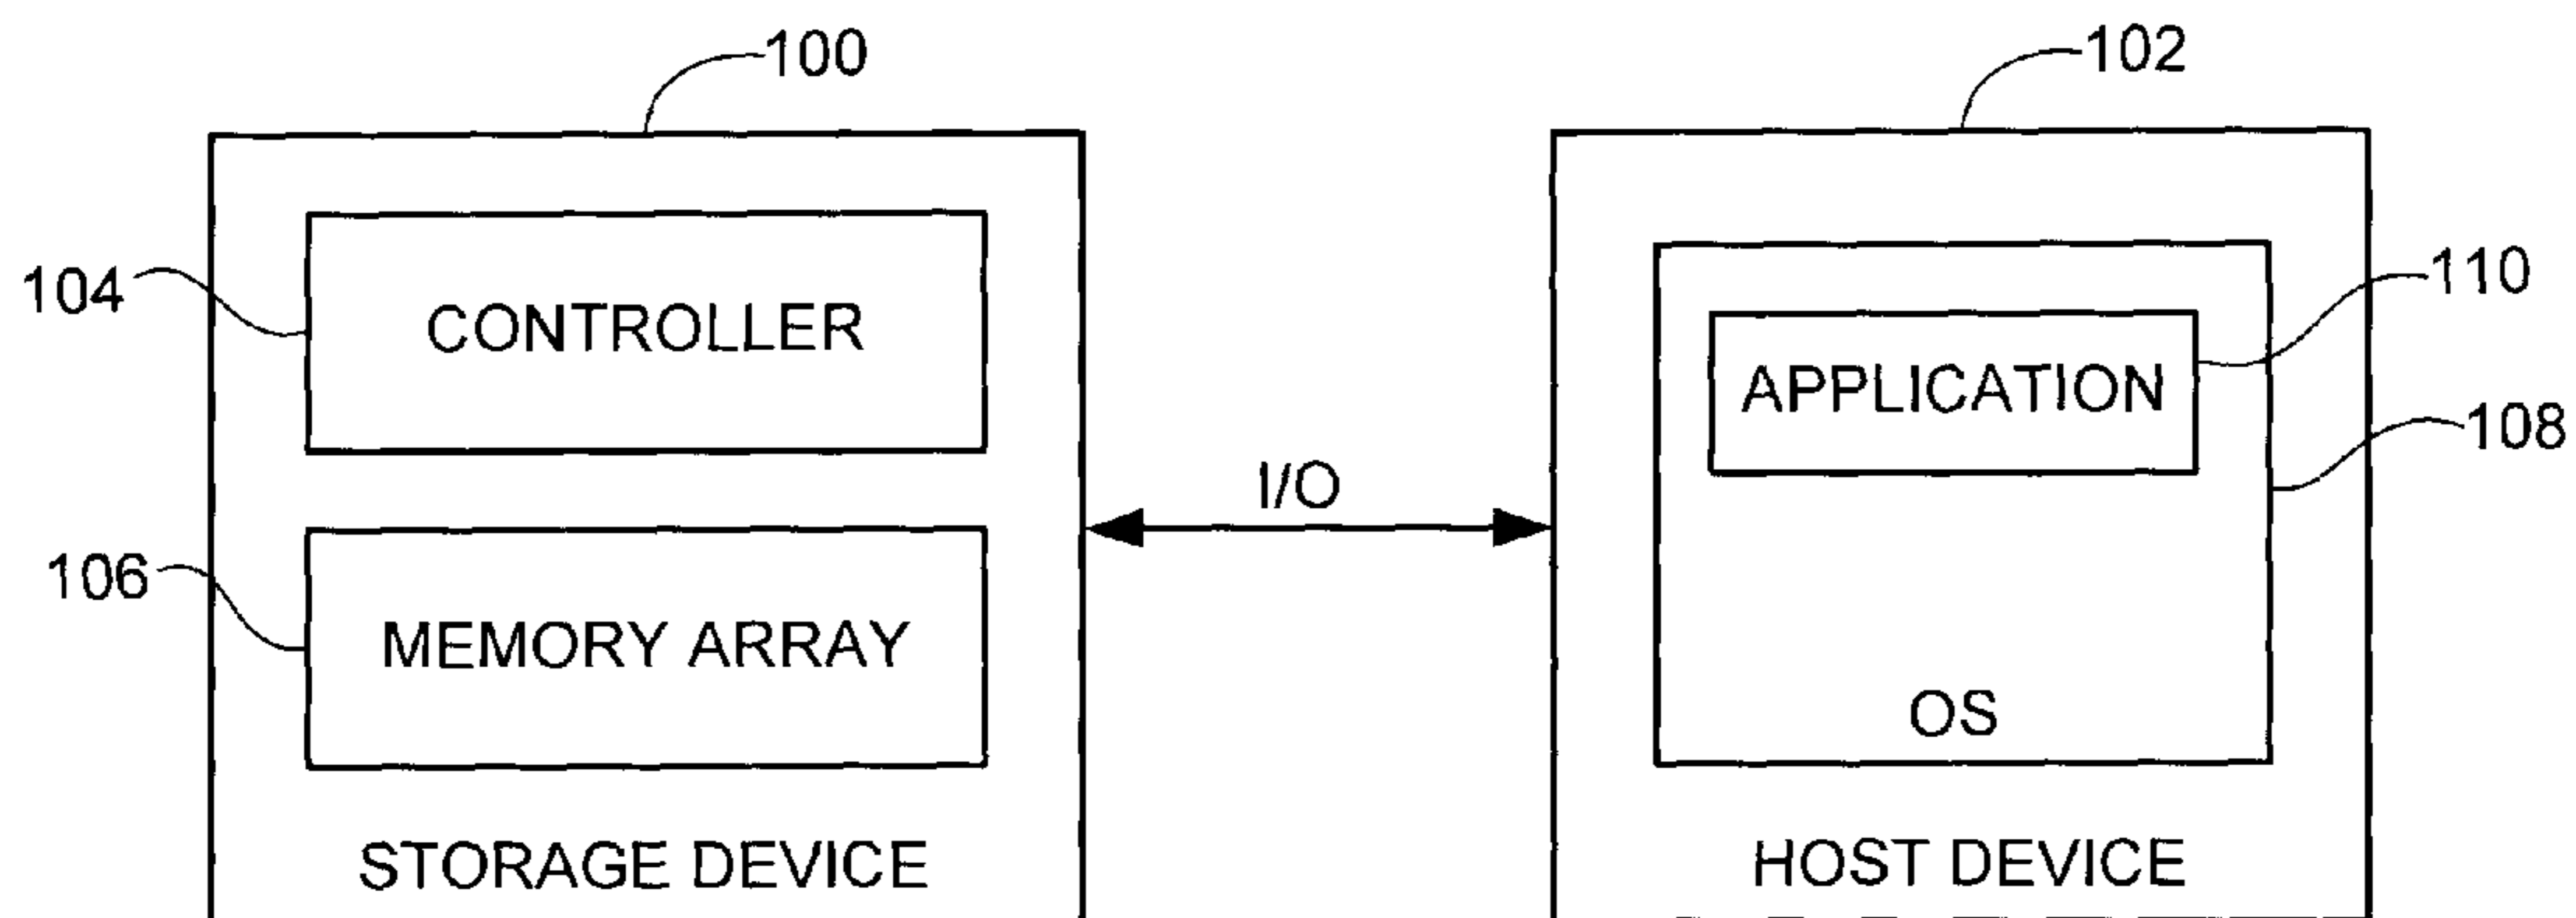 100
102
104
CONTROLLER
110
APPLICATION
108
I/O
106
MEMORY ARRAY
OS
STORAGE DEVICE
HOST DEVICE